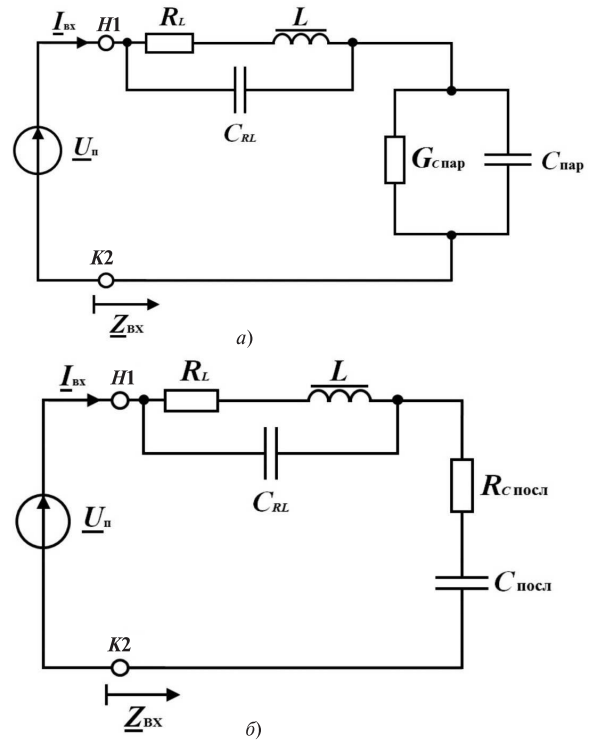 I вх H1 R L L
C RL
U п
G C пар C пар
K2
Z вх
а)
I вх H1 R L L
C RL
R C посл
U п
C посл
K2
Z вх
б)